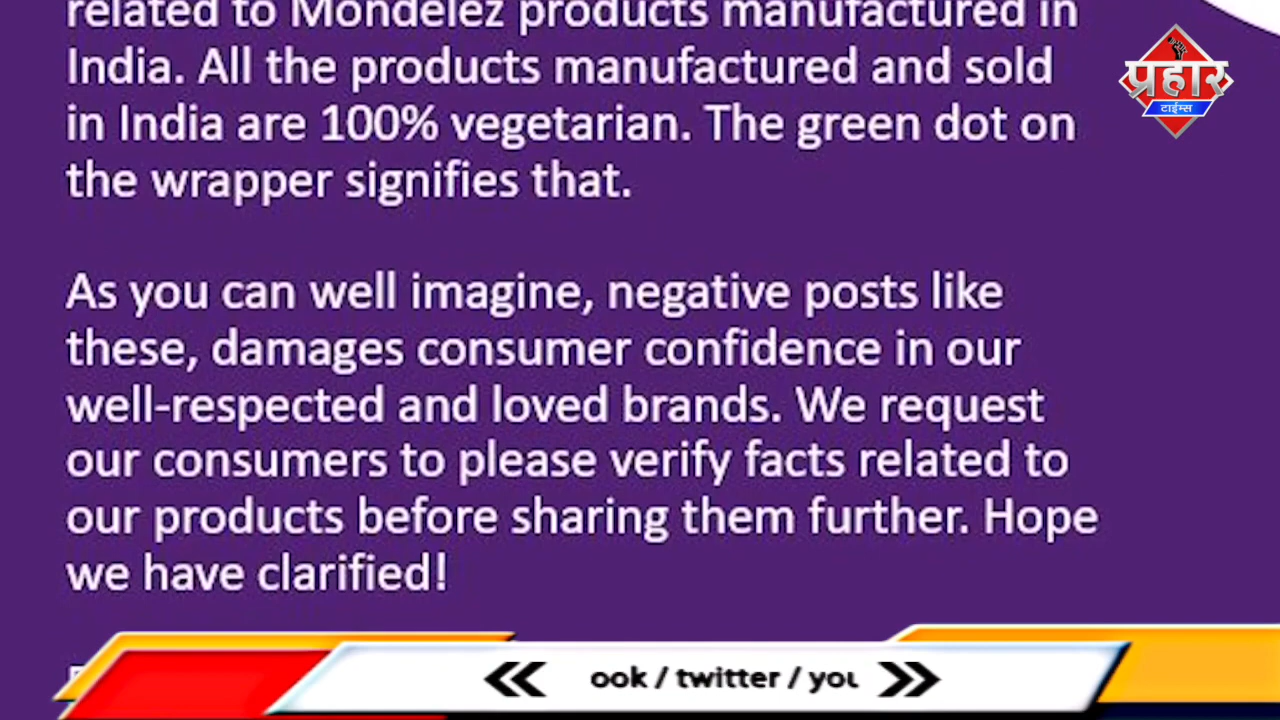 related to Mondelez products manufactured in
India. All the products manufactured and sold
in India are 100% vegetarian. The green dot on
the wrapper signifies that.
As you can well imagine, negative posts like
these, damages consumer confidence in our
well-respected and loved brands. We request
our consumers to please verify facts related to
our products before sharing them further. Hope
we have clarified!
प्रहार
टाईम्स
ook / twitter / you